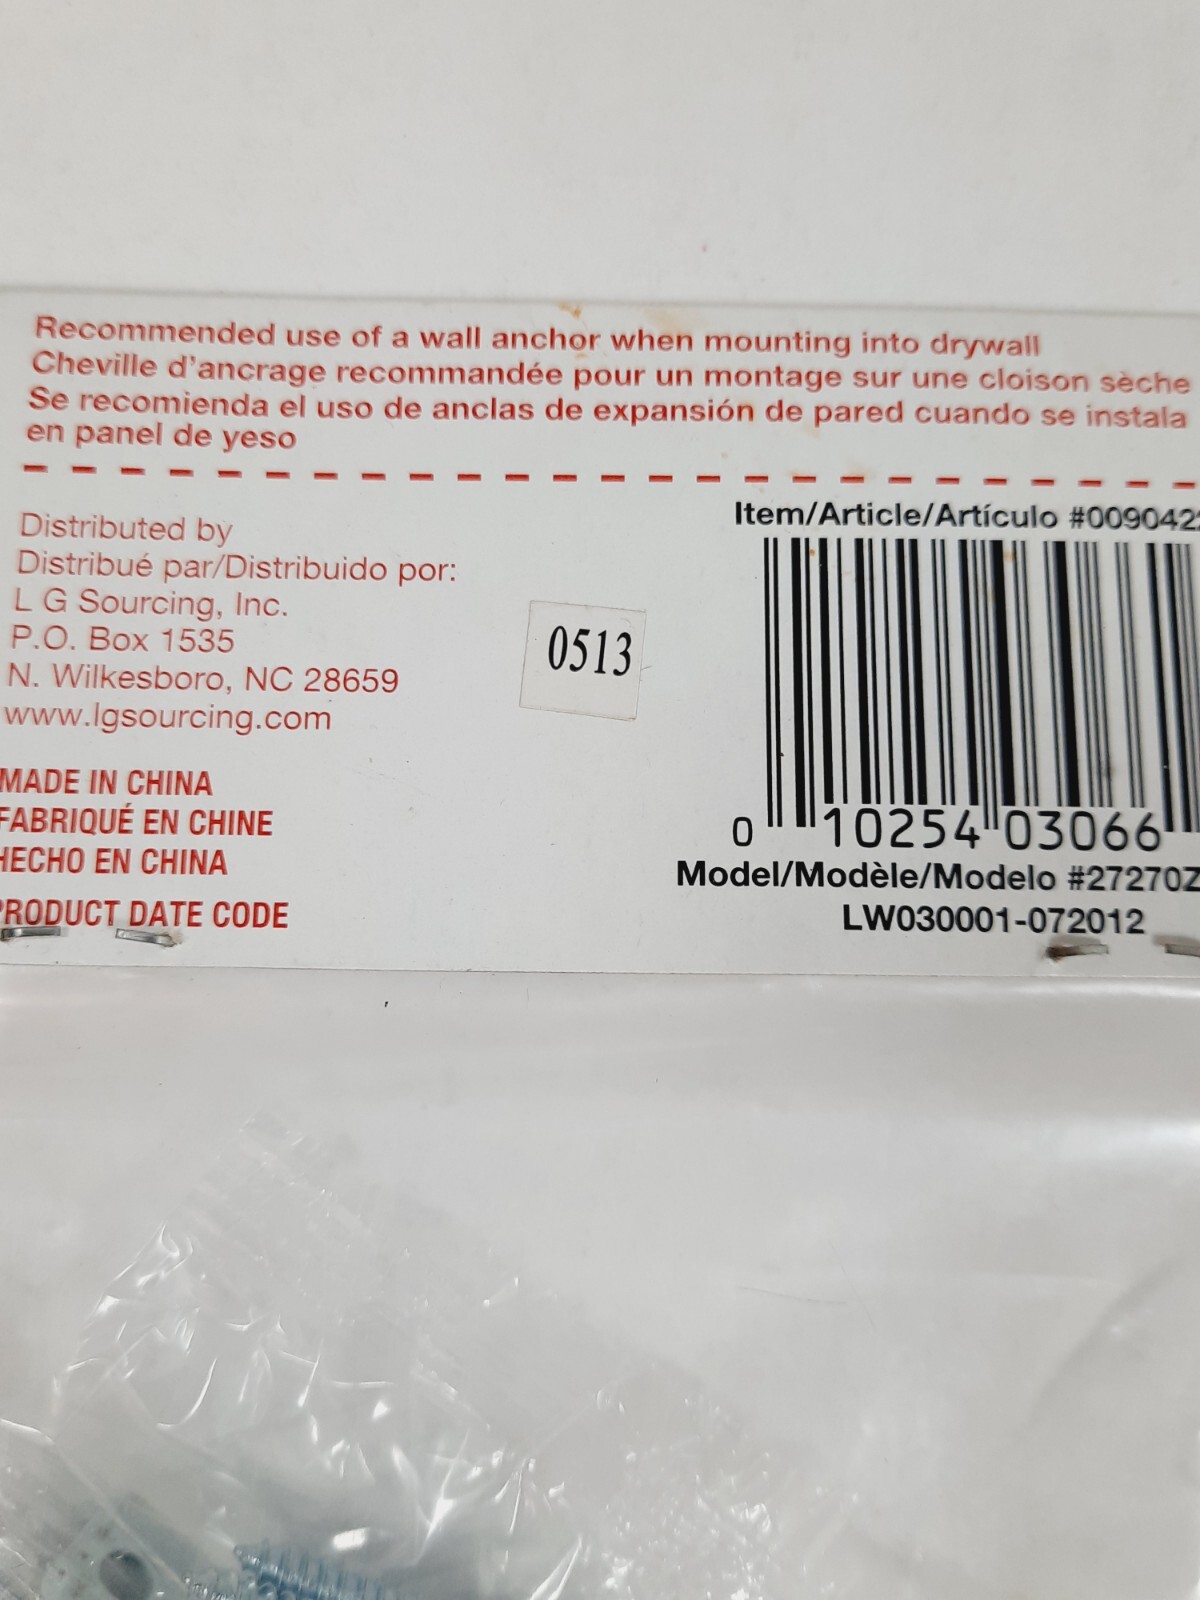 Recommended use of a wall anchor when mounting into drywall
Cheville d'ancrage recommandée pour un montage sur une cloison sèche
Se recomienda el uso de anclas de expansión de pared cuando se instala
en panel de yeso
Distributed by
Distribué par/Distribuido por:
L G Sourcing, Inc.
P.O. Box 1535
N. Wilkesboro, NC 28659
www.lgsourcing.com
MADE IN CHINA
FABRIQUÉ EN CHINE
HECHO EN CHINA
PRODUCT DATE CODE
0513
Item/Article/Artículo #009042
0 10254 03066
Model/Modèle/Modelo #27270Z
LW030001-072012